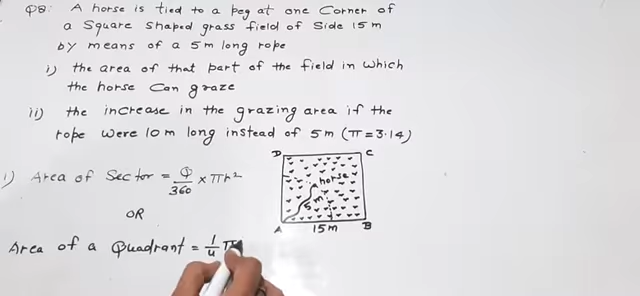 Q8: A horse is tied to a peg at one Corner of
a Square shaped grass field of Side 15 m
by means of a 5 m long rope
i) the area of that part of the field in which
the horse Can graze
ii) the increase in the grazing area if the
rope were 10 m long instead of 5 m (π = 3.14)
i) Area of Sector = θ/360 × πr²
OR
Area of a Quadrant = 1/4 π
D C
horse
5 m
A 15 m B